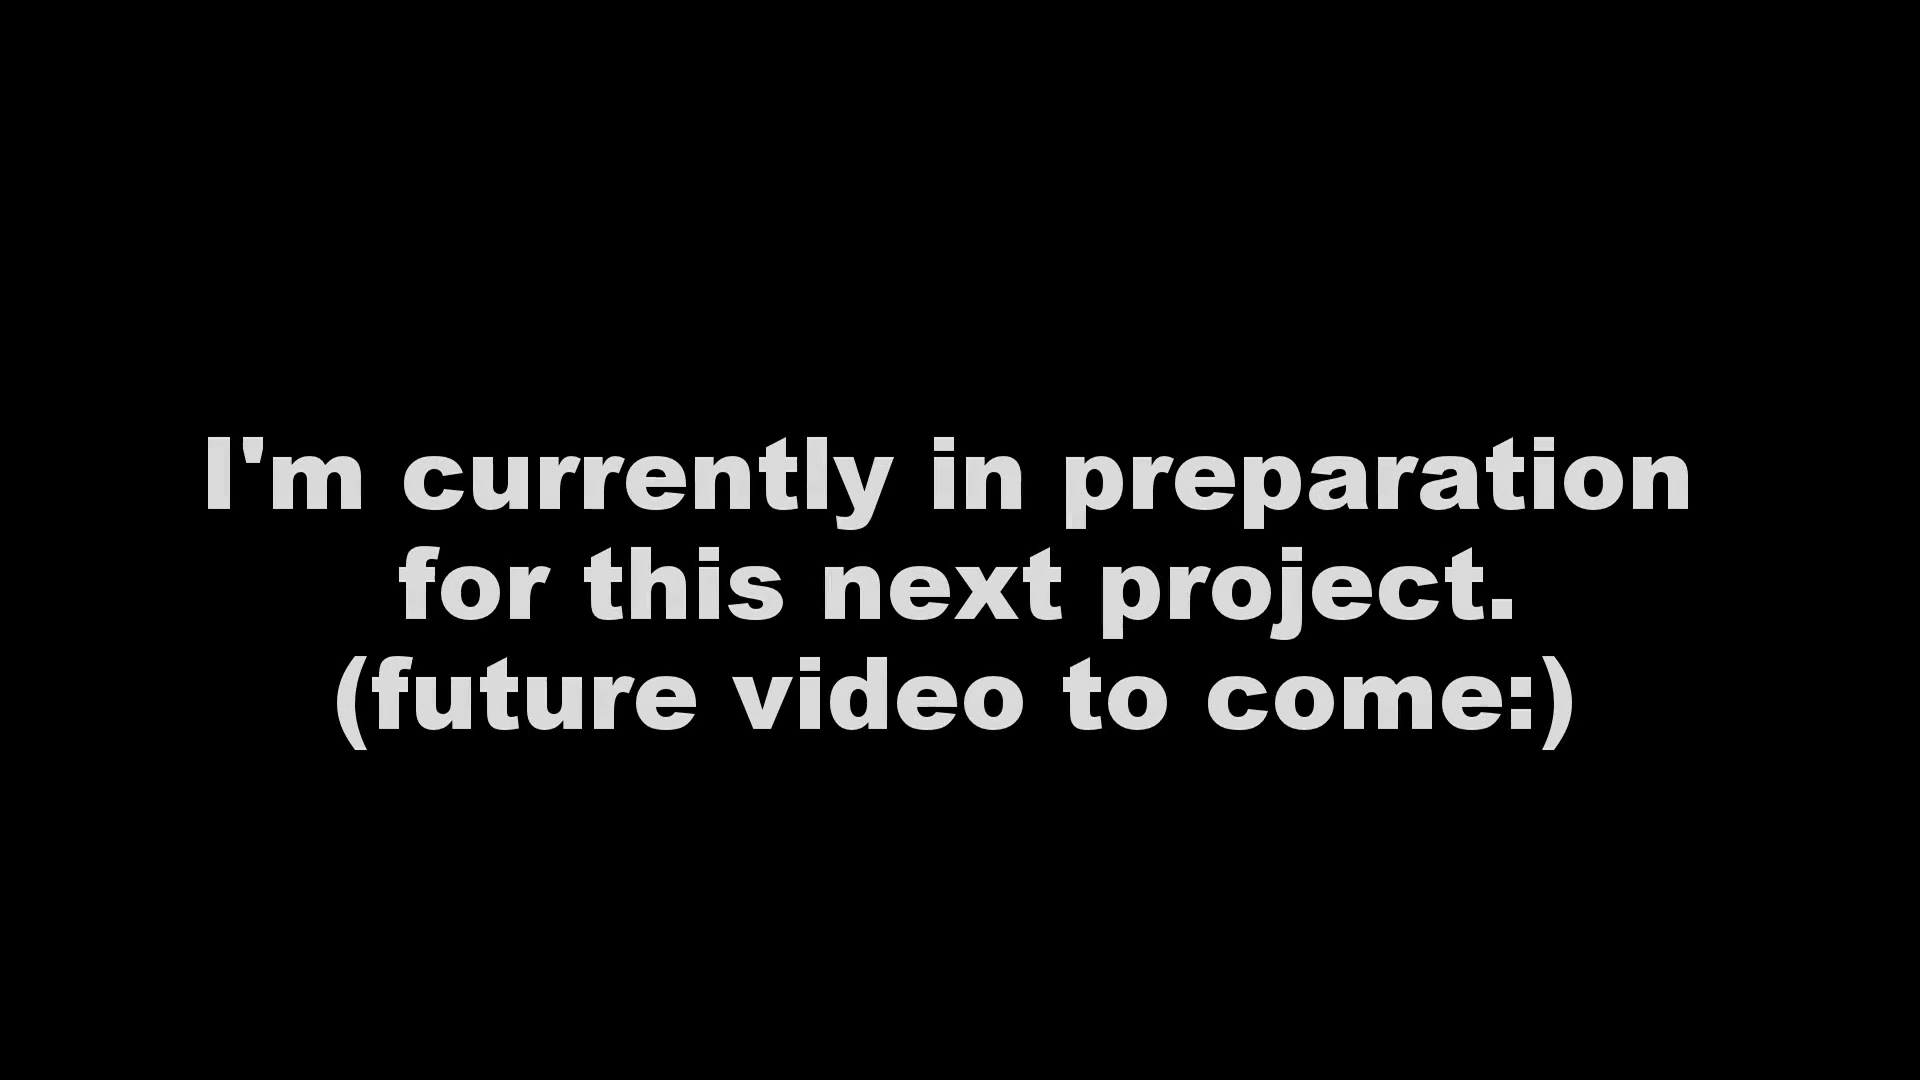 I'm currently in preparation
for this next project.
(future video to come:)